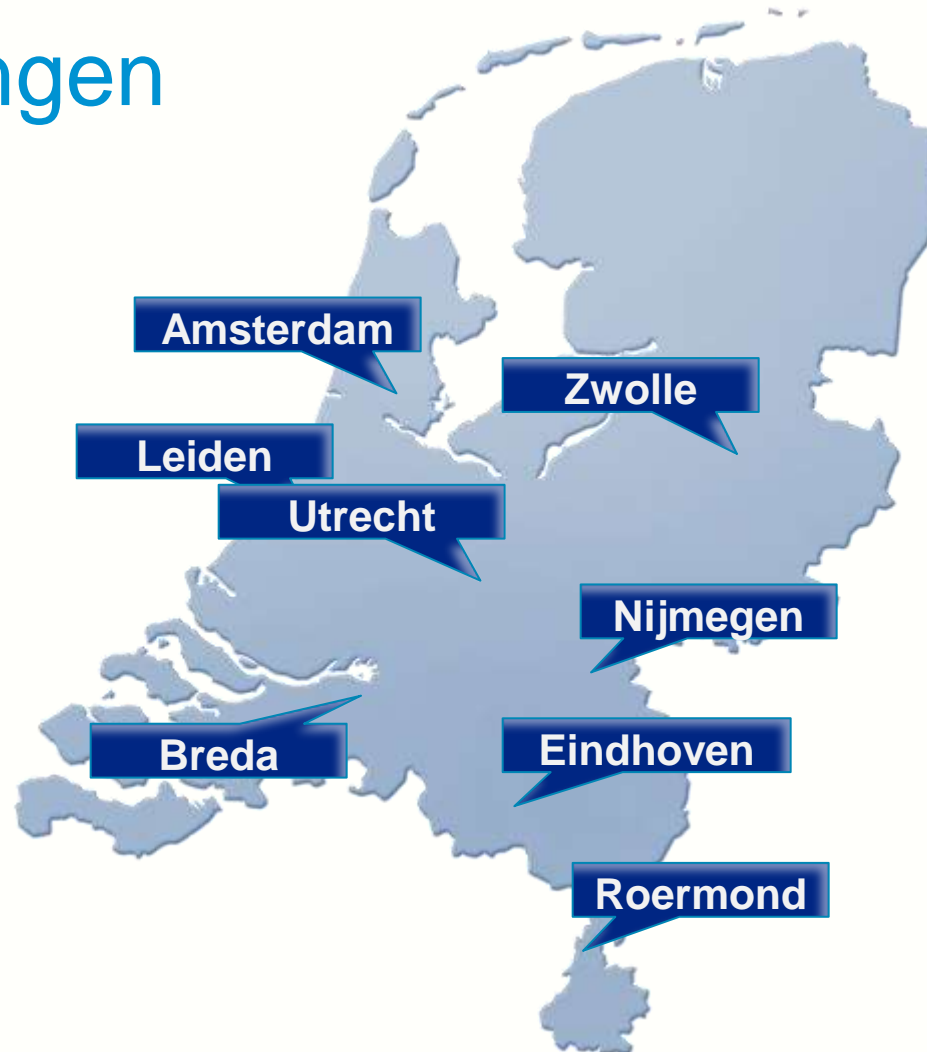 ngen
Amsterdam
Zwolle
Leiden
Utrecht
Nijmegen
Breda
Eindhoven
Roermond